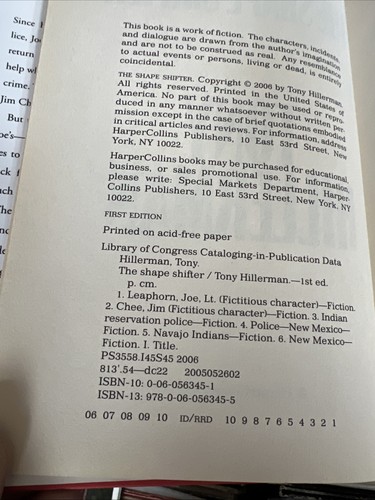 This book is a work of fiction. The characters, incidents,
and dialogue are drawn from the author's imagination
and are not to be construed as real. Any resemblance
to actual events or persons, living or dead, is entirely
coincidental.
THE SHAPE SHIFTER. Copyright © 2006 by Tony Hillerman.
All rights reserved. Printed in the United States of
America. No part of this book may be used or repro-
duced in any manner whatsoever without written per-
mission except in the case of brief quotations embodied
in critical articles and reviews. For information, address
HarperCollins Publishers, 10 East 53rd Street, New
York, NY 10022.
HarperCollins books may be purchased for educational,
business, or sales promotional use. For information,
please write: Special Markets Department, Harper-
Collins Publishers, 10 East 53rd Street, New York, NY
10022.
FIRST EDITION
Printed on acid-free paper
Library of Congress Cataloging-in-Publication Data
Hillerman, Tony.
The shape shifter / Tony Hillerman.—1st ed.
p. cm.
1. Leaphorn, Joe, Lt. (Fictitious character)—Fiction.
2. Chee, Jim (Fictitious character)—Fiction. 3. Indian
reservation police—Fiction. 4. Police—New Mexico—
Fiction. 5. Navajo Indians—Fiction. 6. New Mexico—
Fiction. I. Title.
PS3558.I45S45 2006
813'.54—dc22 2005052602
ISBN-10: 0-06-056345-1
ISBN-13: 978-0-06-056345-5
06 07 08 09 10 ID/RRD 10 9 8 7 6 5 4 3 2 1
Since
lice,
return
help
crime.
Jim
But